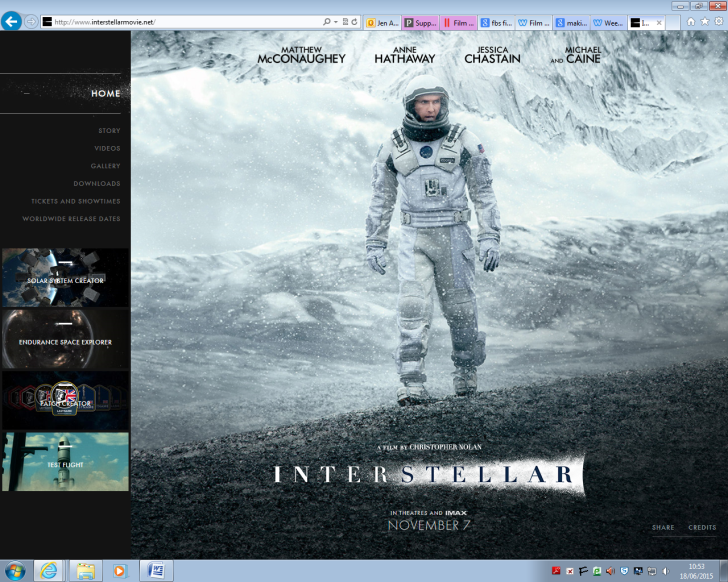 http://www.interstellarmovie.net/
Jen A...
Supp...
Film ...
fbs fi...
Film ...
maki...
Wee...
HOME
STORY
VIDEOS
GALLERY
DOWNLOADS
TICKETS AND SHOWTIMES
WORLDWIDE RELEASE DATES
SOLAR SYSTEM CREATOR
ENDURANCE SPACE EXPLORER
PATCH CREATOR
TEST FLIGHT
MATTHEW
McCONAUGHEY
ANNE
HATHAWAY
JESSICA
CHASTAIN
MICHAEL
AND CAINE
A FILM BY CHRISTOPHER NOLAN
INTERSTELLAR
IN THEATRES AND IMAX
NOVEMBER 7
SHARE CREDITS
10:53
18/06/2015